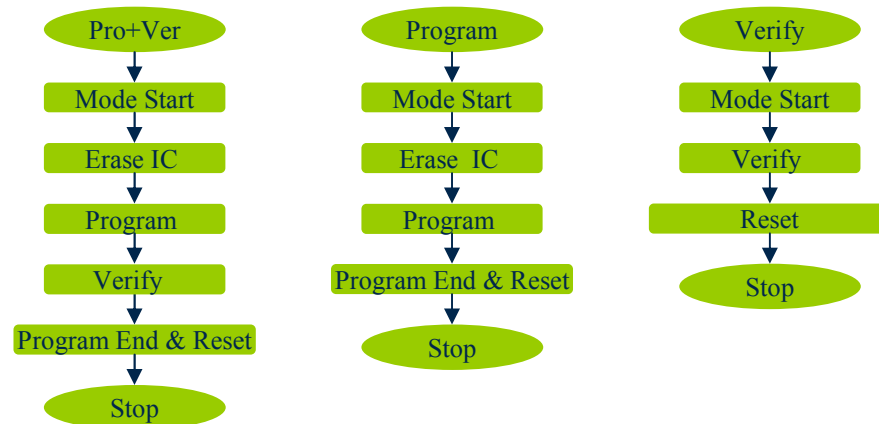 Pro+Ver
Mode Start
Erase IC
Program
Verify
Program End & Reset
Stop
Program
Mode Start
Erase IC
Program
Program End & Reset
Stop
Verify
Mode Start
Verify
Reset
Stop